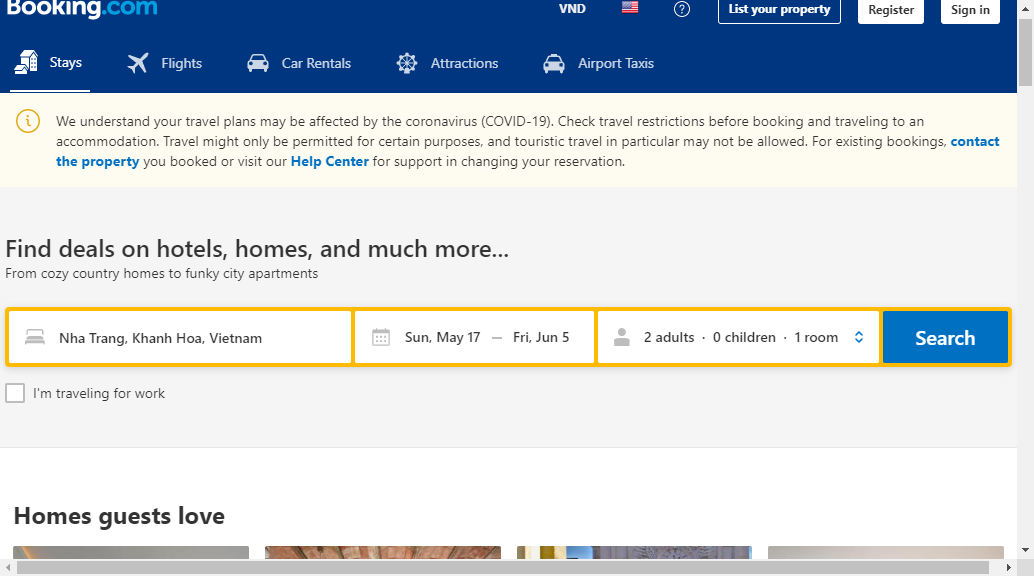 Booking.com
VND
?
List your property
Register
Sign in
Stays
Flights
Car Rentals
Attractions
Airport Taxis
We understand your travel plans may be affected by the coronavirus (COVID-19). Check travel restrictions before booking and traveling to an
accommodation. Travel might only be permitted for certain purposes, and touristic travel in particular may not be allowed. For existing bookings, contact
the property you booked or visit our Help Center for support in changing your reservation.
Find deals on hotels, homes, and much more...
From cozy country homes to funky city apartments
Nha Trang, Khanh Hoa, Vietnam
Sun, May 17 — Fri, Jun 5
2 adults · 0 children · 1 room
Search
I'm traveling for work
Homes guests love